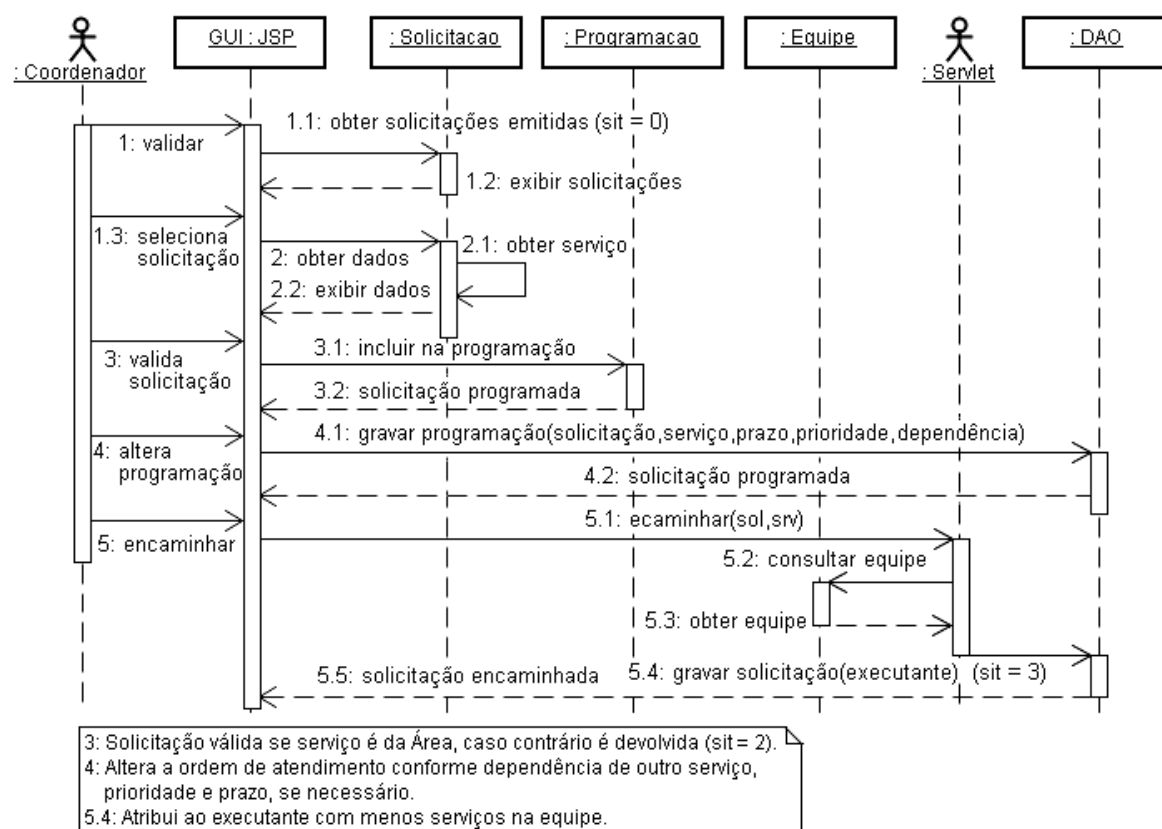 : Coordenador
GUI : JSP
: Solicitacao
: Programacao
: Equipe
: Servlet
: DAO
1: validar
1.1: obter solicitações emitidas (sit = 0)
1.2: exibir solicitações
1.3: seleciona
solicitação
2: obter dados
2.1: obter serviço
2.2: exibir dados
3: valida
solicitação
3.1: incluir na programação
3.2: solicitação programada
4: altera
programação
4.1: gravar programação(solicitação,serviço,prazo,prioridade,dependência)
4.2: solicitação programada
5: encaminhar
5.1: ecaminhar(sol,srv)
5.2: consultar equipe
5.3: obter equipe
5.4: gravar solicitação(executante) (sit = 3)
5.5: solicitação encaminhada
3: Solicitação válida se serviço é da Área, caso contrário é devolvida (sit = 2).
4: Altera a ordem de atendimento conforme dependência de outro serviço,
prioridade e prazo, se necessário.
5.4: Atribui ao executante com menos serviços na equipe.